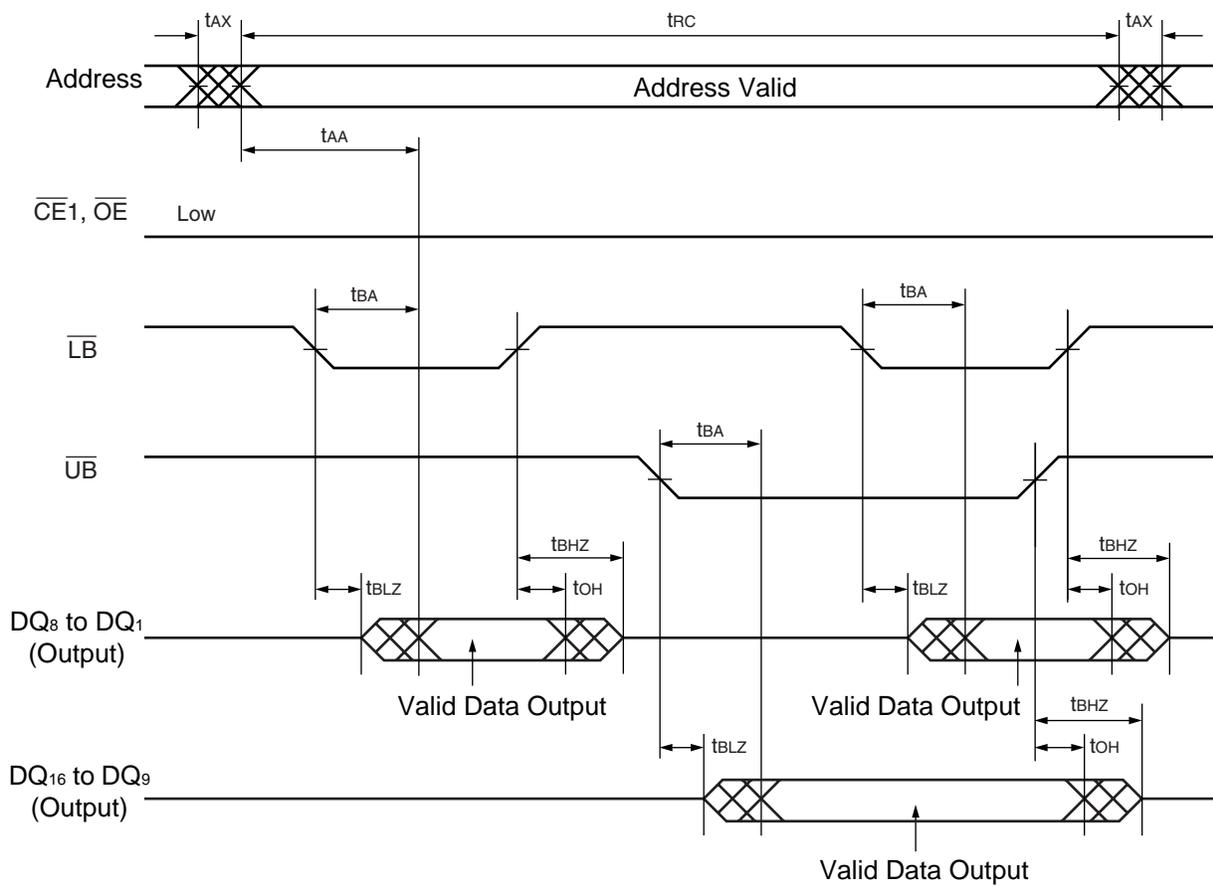 tAX tRC tAX
Address Address Valid
tAA
CE1, OE Low
tBA tBA
LB
tBA
UB
tBHZ tBHZ
tBLZ tOH tBLZ tOH
DQ8 to DQ1
(Output)
Valid Data Output Valid Data Output
tBHZ
tBLZ tOH
DQ16 to DQ9
(Output)
Valid Data Output